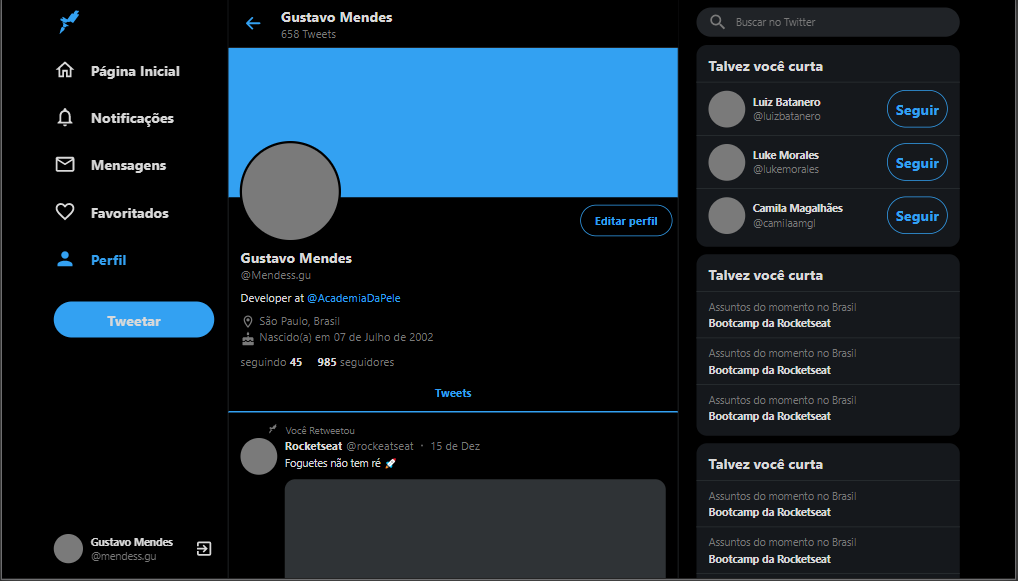 Página Inicial
Notificações
Mensagens
Favoritados
Perfil
Tweetar
Gustavo Mendes
@mendess.gu
Gustavo Mendes
658 Tweets
Editar perfil
Gustavo Mendes
@Mendess.gu
Developer at @AcademiaDaPele
São Paulo, Brasil
Nascido(a) em 07 de Julho de 2002
seguindo 45 985 seguidores
Tweets
Você Retweetou
Rocketseat @rockeatseat · 15 de Dez
Foguetes não tem ré 🚀
Buscar no Twitter
Talvez você curta
Luiz Batanero
@luizbatanero
Seguir
Luke Morales
@lukemorales
Seguir
Camila Magalhães
@camilaamgl
Seguir
Talvez você curta
Assuntos do momento no Brasil
Bootcamp da Rocketseat
Assuntos do momento no Brasil
Bootcamp da Rocketseat
Assuntos do momento no Brasil
Bootcamp da Rocketseat
Talvez você curta
Assuntos do momento no Brasil
Bootcamp da Rocketseat
Assuntos do momento no Brasil
Bootcamp da Rocketseat